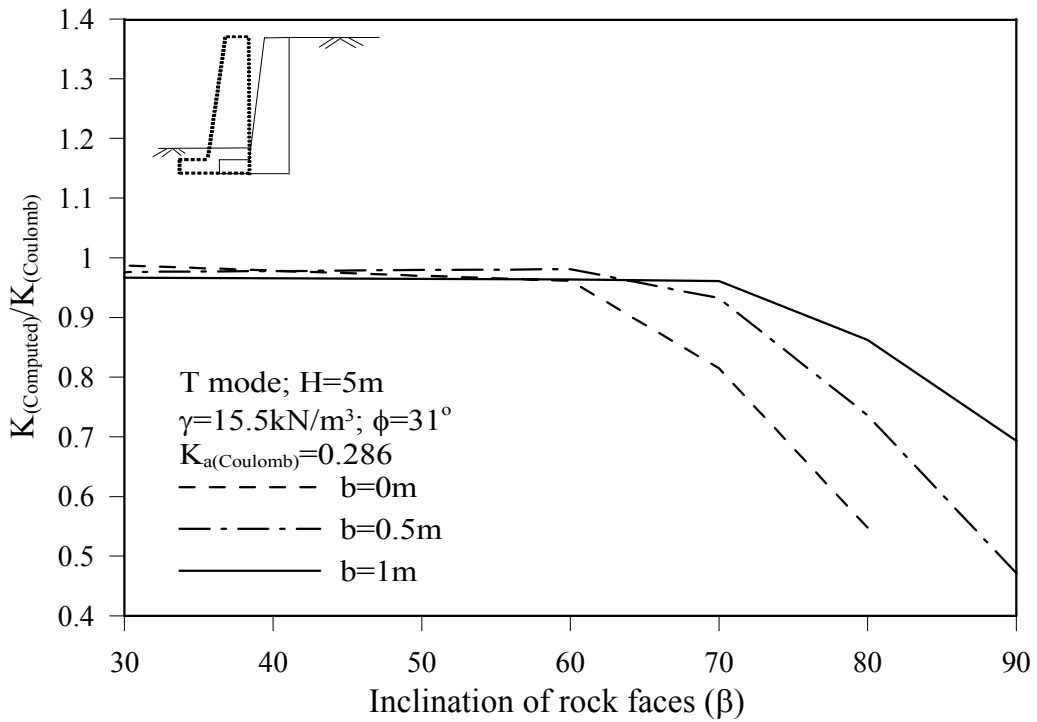 1.4
1.3
1.2
1.1
1
0.9
0.8
0.7
0.6
0.5
0.4
K(Computed)/K(Coulomb)
T mode; H=5m
γ=15.5kN/m³; ϕ=31°
Ka(Coulomb)=0.286
b=0m
b=0.5m
b=1m
30 40 50 60 70 80 90
Inclination of rock faces (β)